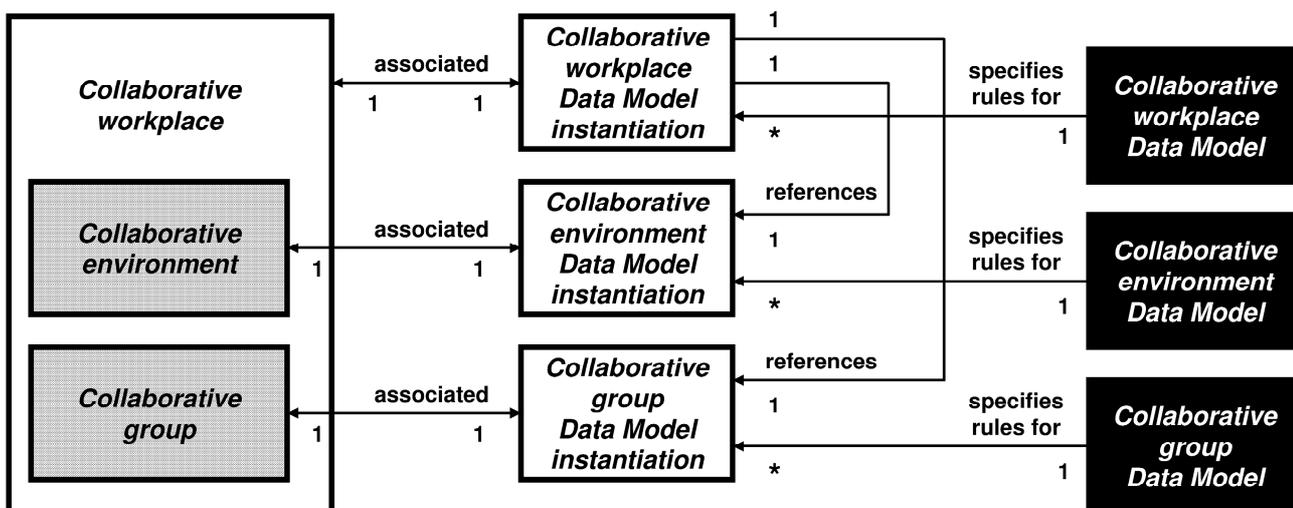 Collaborative
workplace
Collaborative
environment
Collaborative
group
associated
1 1
associated
1 1
associated
1 1
Collaborative
workplace
Data Model
instantiation
Collaborative
environment
Data Model
instantiation
Collaborative
group
Data Model
instantiation
1
1
*
references
1
*
references
1
*
specifies
rules for
1
specifies
rules for
1
specifies
rules for
1
Collaborative
workplace
Data Model
Collaborative
environment
Data Model
Collaborative
group
Data Model